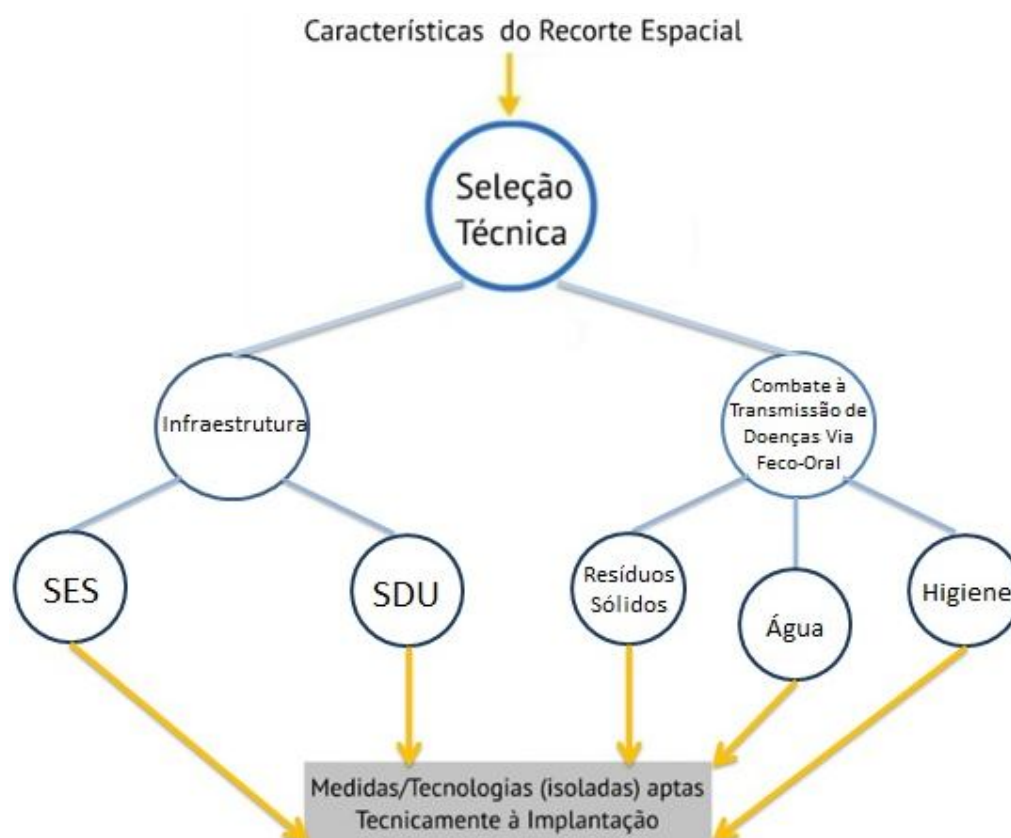 Características do Recorte Espacial
Seleção
Técnica
Infraestrutura
Combate à
Transmissão de
Doenças Via
Feco-Oral
SES
SDU
Resíduos
Sólidos
Água
Higiene
Medidas/Tecnologias (isoladas) aptas
Tecnicamente à Implantação